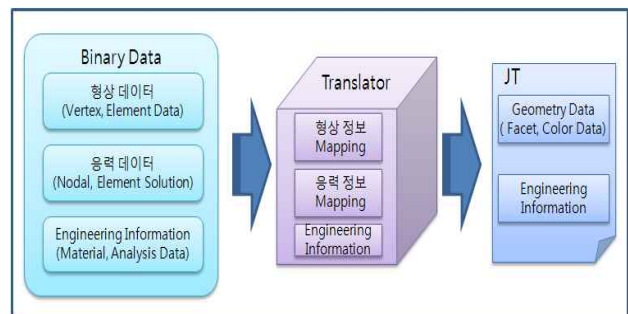 Binary Data
형상 데이터
(Vertex, Element Data)
응력 데이터
(Nodal, Element Solution)
Engineering Information
(Material, Analysis Data)
Translator
형상 정보
Mapping
응력 정보
Mapping
Engineering
Information
JT
Geometry Data
( Facet, Color Data)
Engineering
Information